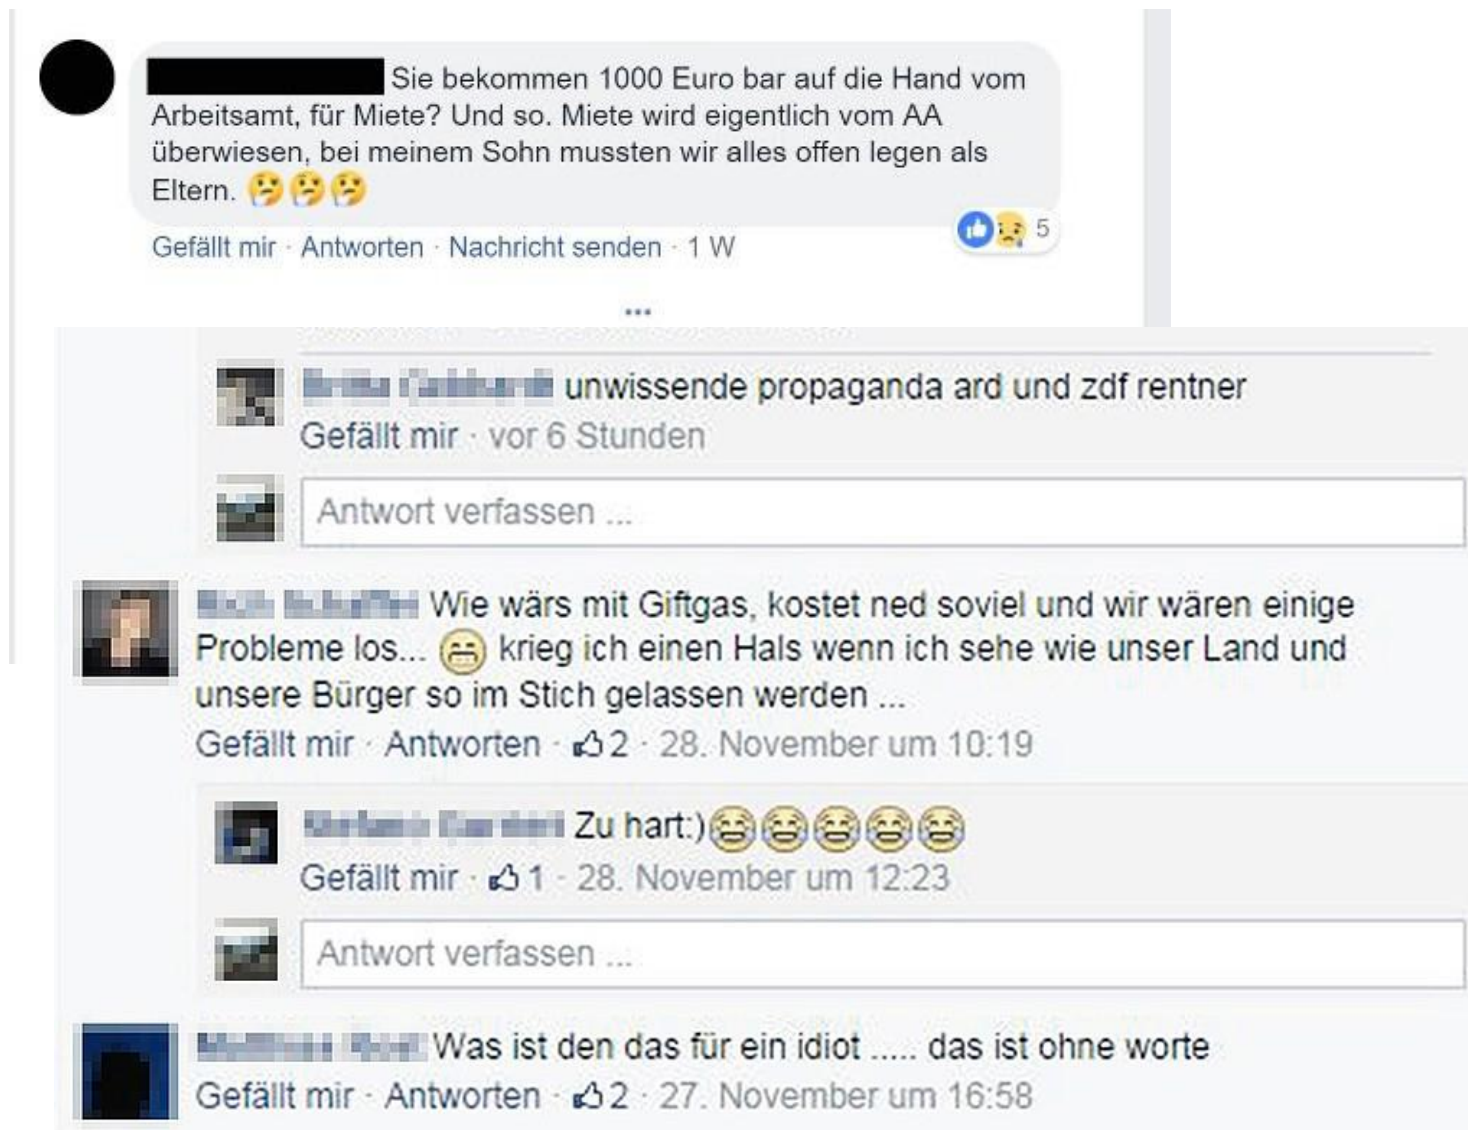 Sie bekommen 1000 Euro bar auf die Hand vom
Arbeitsamt, für Miete? Und so. Miete wird eigentlich vom AA
überwiesen, bei meinem Sohn mussten wir alles offen legen als
Eltern. 🤔🤔🤔
5
Gefällt mir · Antworten · Nachricht senden · 1 W
...
unwissende propaganda ard und zdf rentner
Gefällt mir · vor 6 Stunden
Antwort verfassen ...
Wie wärs mit Giftgas, kostet ned soviel und wir wären einige
Probleme los... 😁 krieg ich einen Hals wenn ich sehe wie unser Land und
unsere Bürger so im Stich gelassen werden ...
Gefällt mir · Antworten · 2 · 28. November um 10:19
Zu hart:)😂😂😂😂😂
Gefällt mir · 1 · 28. November um 12:23
Antwort verfassen ...
Was ist den das für ein idiot ..... das ist ohne worte
Gefällt mir · Antworten · 2 · 27. November um 16:58